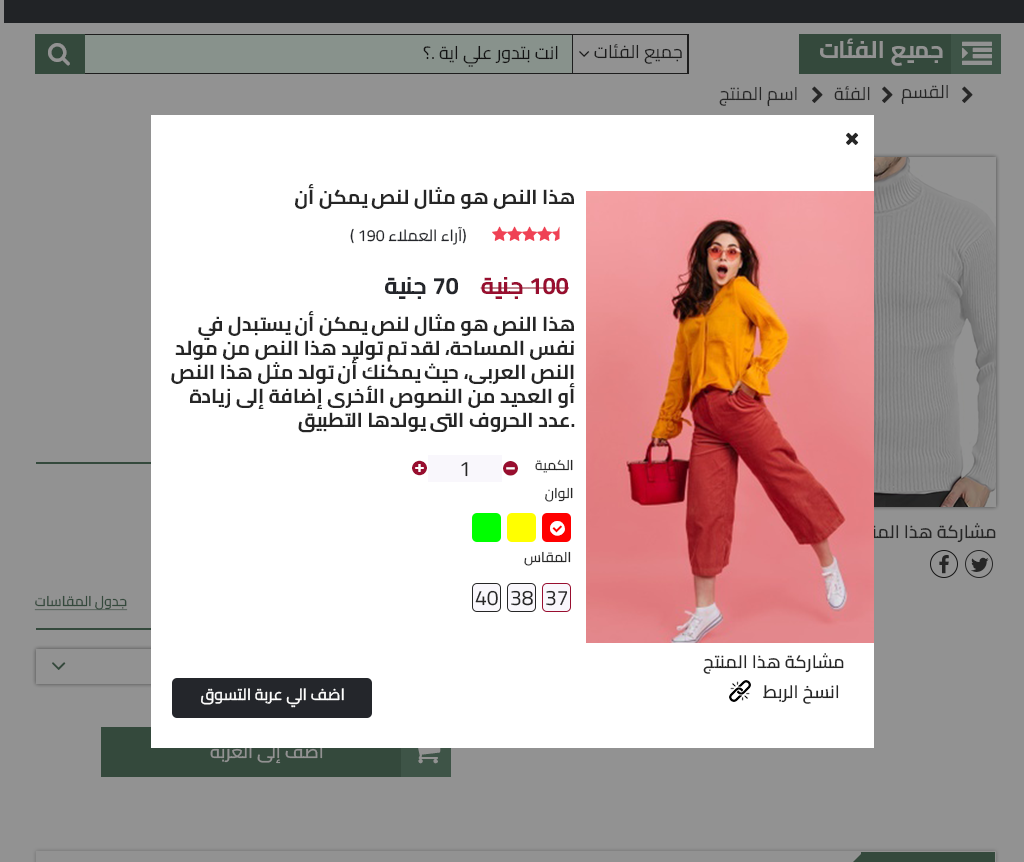 جميع الفئات
جميع الفئات
انت بتدور علي اية .؟
القسم
الفئة
اسم المنتج
هذا النص هو مثال لنص يمكن أن
(آراء العملاء 190 )
100 جنية
70 جنية
هذا النص هو مثال لنص يمكن أن يستبدل في
نفس المساحة، لقد تم توليد هذا النص من مولد
النص العربى، حيث يمكنك أن تولد مثل هذا النص
أو العديد من النصوص الأخرى إضافة إلى زيادة
عدد الحروف التى يولدها التطبيق.
الكمية
1
الوان
المقاس
37
38
40
مشاركة هذا المنتج
انسخ الربط
اضف الي عربة التسوق
مشاركة هذا المنت
جدول المقاسات
أضف إلى العربة